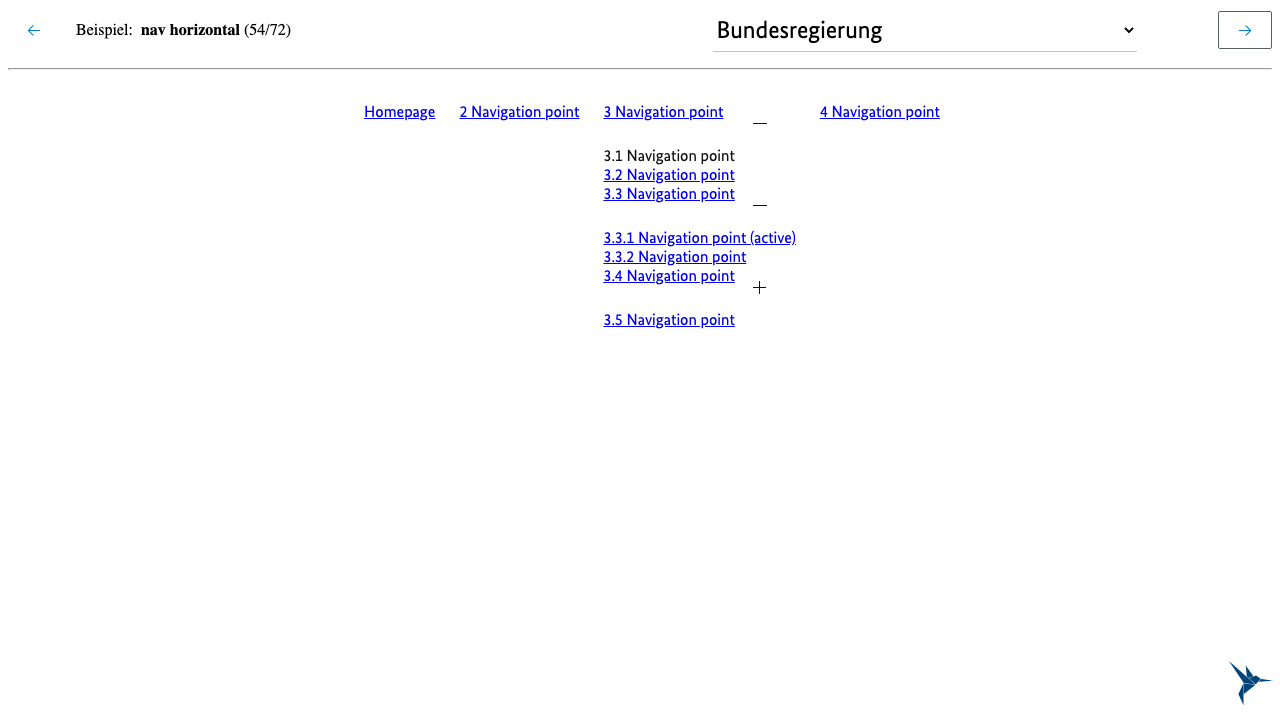 Beispiel: nav horizontal (54/72)
Bundesregierung
Homepage 2 Navigation point 3 Navigation point 4 Navigation point
3.1 Navigation point
3.2 Navigation point
3.3 Navigation point
3.3.1 Navigation point (active)
3.3.2 Navigation point
3.4 Navigation point
3.5 Navigation point